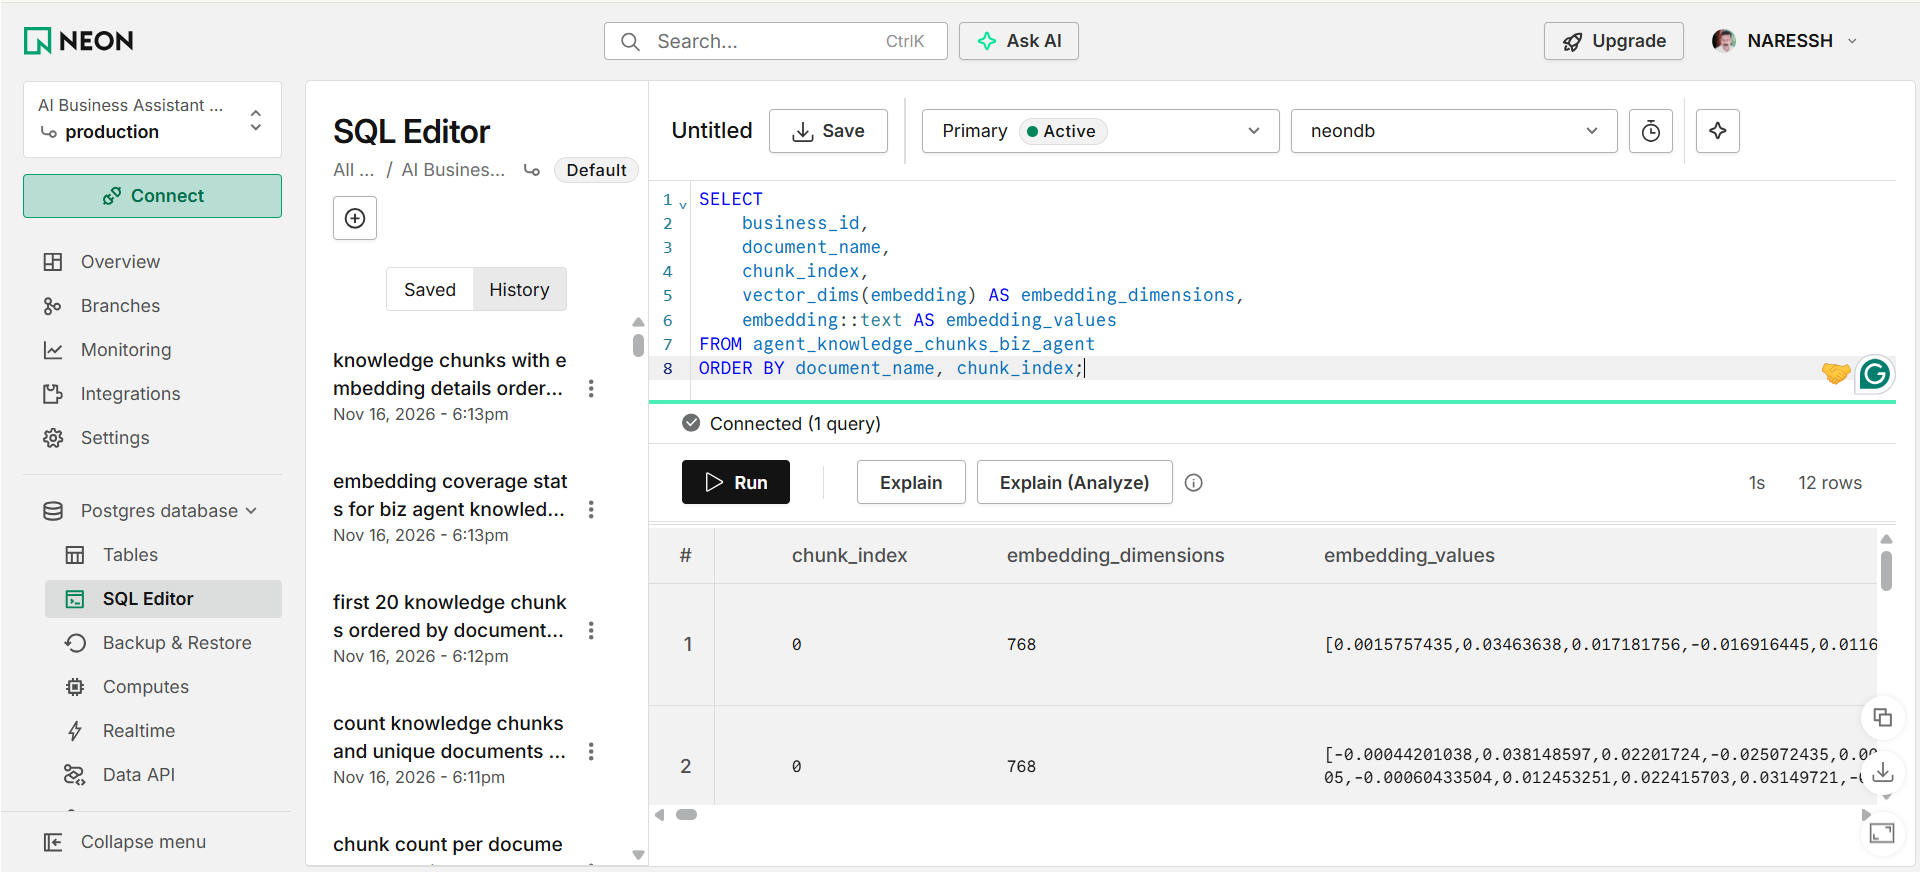 NEON
Search...
CtrlK
Ask AI
Upgrade
NARESSH
AI Business Assistant ...
production
Connect
Overview
Branches
Monitoring
Integrations
Settings
Postgres database
Tables
SQL Editor
Backup & Restore
Computes
Realtime
Data API
Collapse menu
SQL Editor
All ... / AI Busines... Default
Saved
History
knowledge chunks with e
mbedding details order...
Nov 16, 2026 - 6:13pm
embedding coverage stat
s for biz agent knowled...
Nov 16, 2026 - 6:13pm
first 20 knowledge chunk
s ordered by document...
Nov 16, 2026 - 6:12pm
count knowledge chunks
and unique documents ...
Nov 16, 2026 - 6:11pm
chunk count per docume
Untitled
Save
Primary Active
neondb
1 SELECT
2 business_id,
3 document_name,
4 chunk_index,
5 vector_dims(embedding) AS embedding_dimensions,
6 embedding::text AS embedding_values
7 FROM agent_knowledge_chunks_biz_agent
8 ORDER BY document_name, chunk_index;
Connected (1 query)
Run
Explain
Explain (Analyze)
1s
12 rows
# chunk_index embedding_dimensions embedding_values
1 0 768 [0.0015757435,0.03463638,0.017181756,-0.016916445,0.0116
2 0 768 [-0.00044201038,0.038148597,0.02201724,-0.025072435,0.00
05,-0.00060433504,0.012453251,0.022415703,0.03149721,-